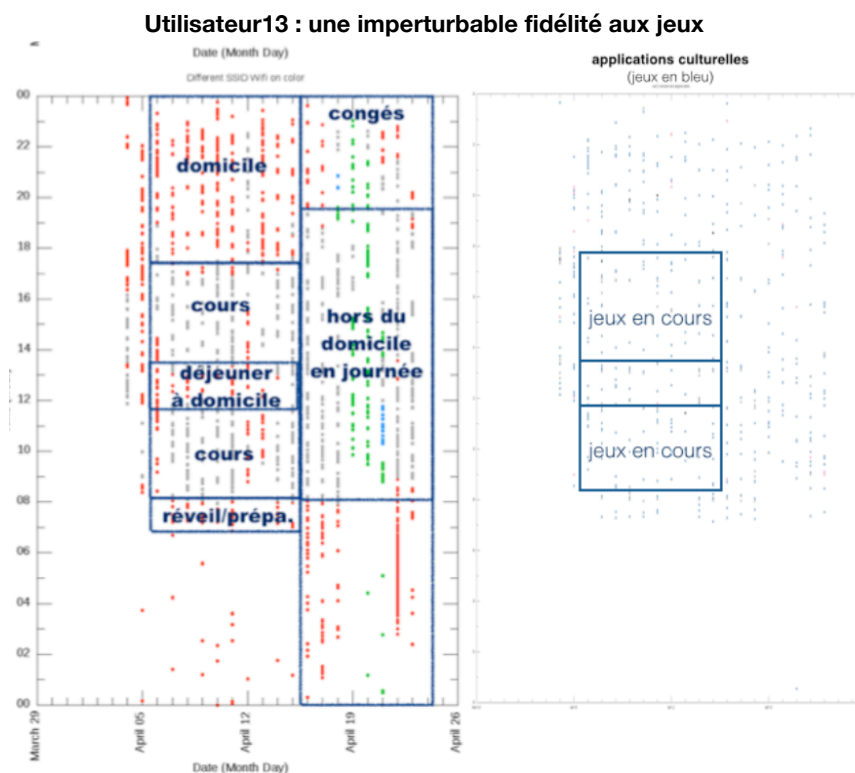 Utilisateur13 : une imperturbable fidélité aux jeux
Date (Month Day)
Different SSID Wifi on color
applications culturelles
(jeux en bleu)
00
22
20
18
16
14
12
10
08
06
04
02
00
congés
domicile
cours
hors du
domicile
en journée
déjeuner
à domicile
cours
réveil/prépa.
jeux en cours
jeux en cours
March 29
April 05
April 12
April 19
April 26
Date (Month Day)